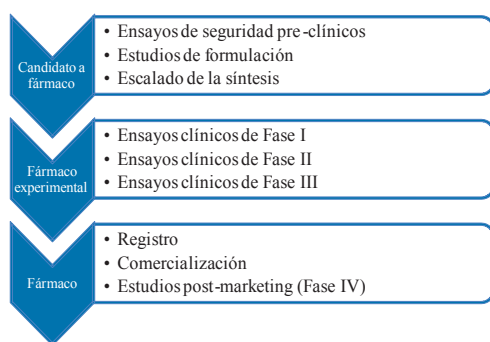 Candidato a
fármaco
• Ensayos de seguridad pre-clínicos
• Estudios de formulación
• Escalado de la síntesis
Fármaco
experimental
• Ensayos clínicos de Fase I
• Ensayos clínicos de Fase II
• Ensayos clínicos de Fase III
Fármaco
• Registro
• Comercialización
• Estudios post-marketing (Fase IV)